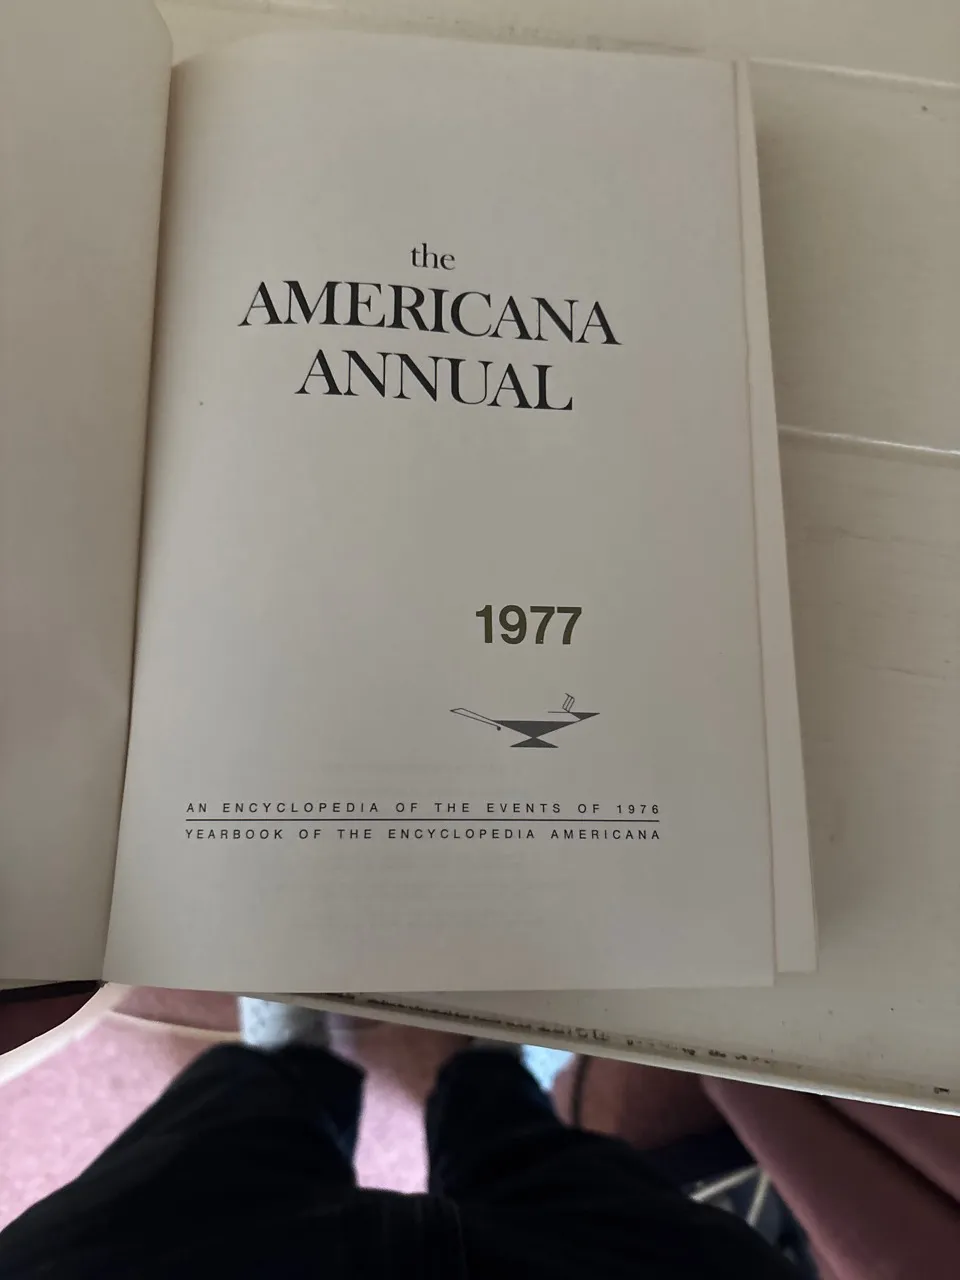 the
AMERICANA
ANNUAL
1977
AN ENCYCLOPEDIA OF THE EVENTS OF 1976
YEARBOOK OF THE ENCYCLOPEDIA AMERICANA